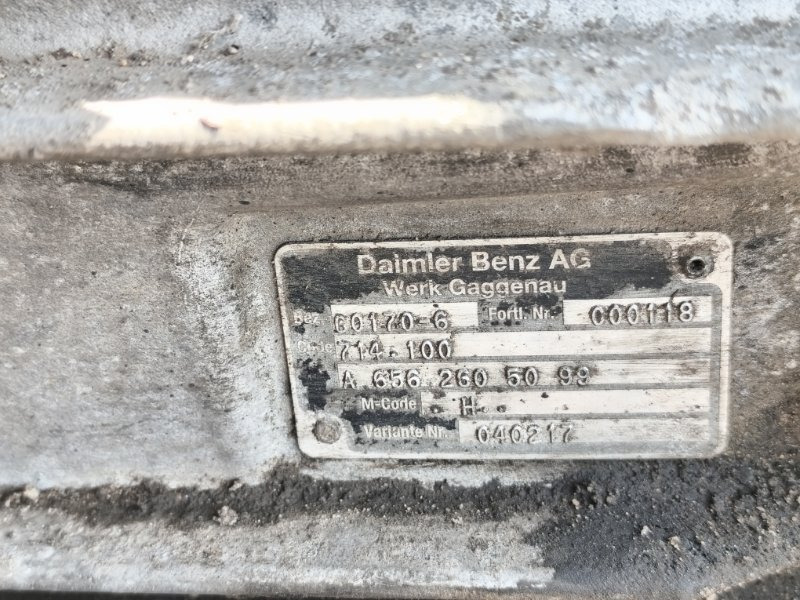 Daimler Benz AG
Werk Gaggenau
Bez. G0170-6 Fortl. Nr. 000118
Code 714.100
A 656 260 50 99
M-Code . H .
Variante Nr. 040217